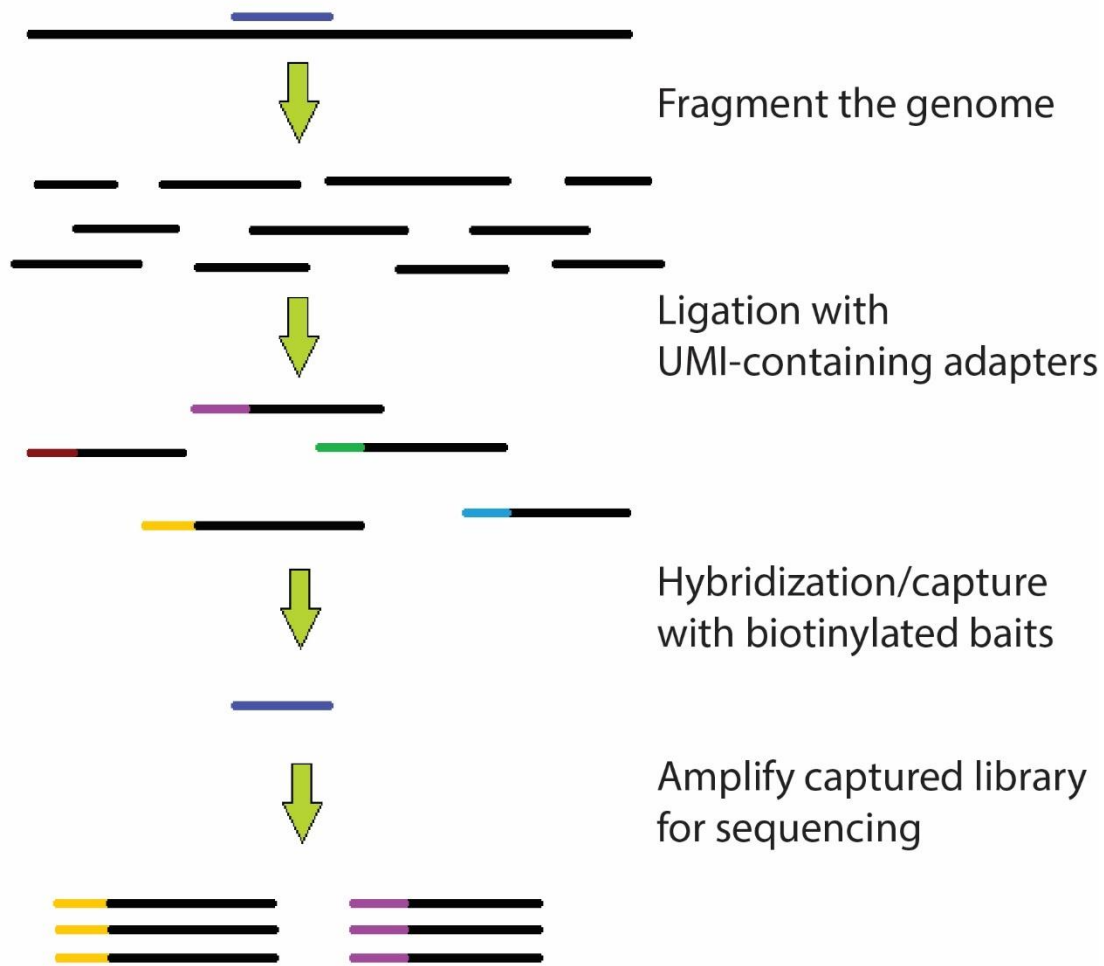 Fragment the genome
Ligation with
UMI-containing adapters
Hybridization/capture
with biotinylated baits
Amplify captured library
for sequencing